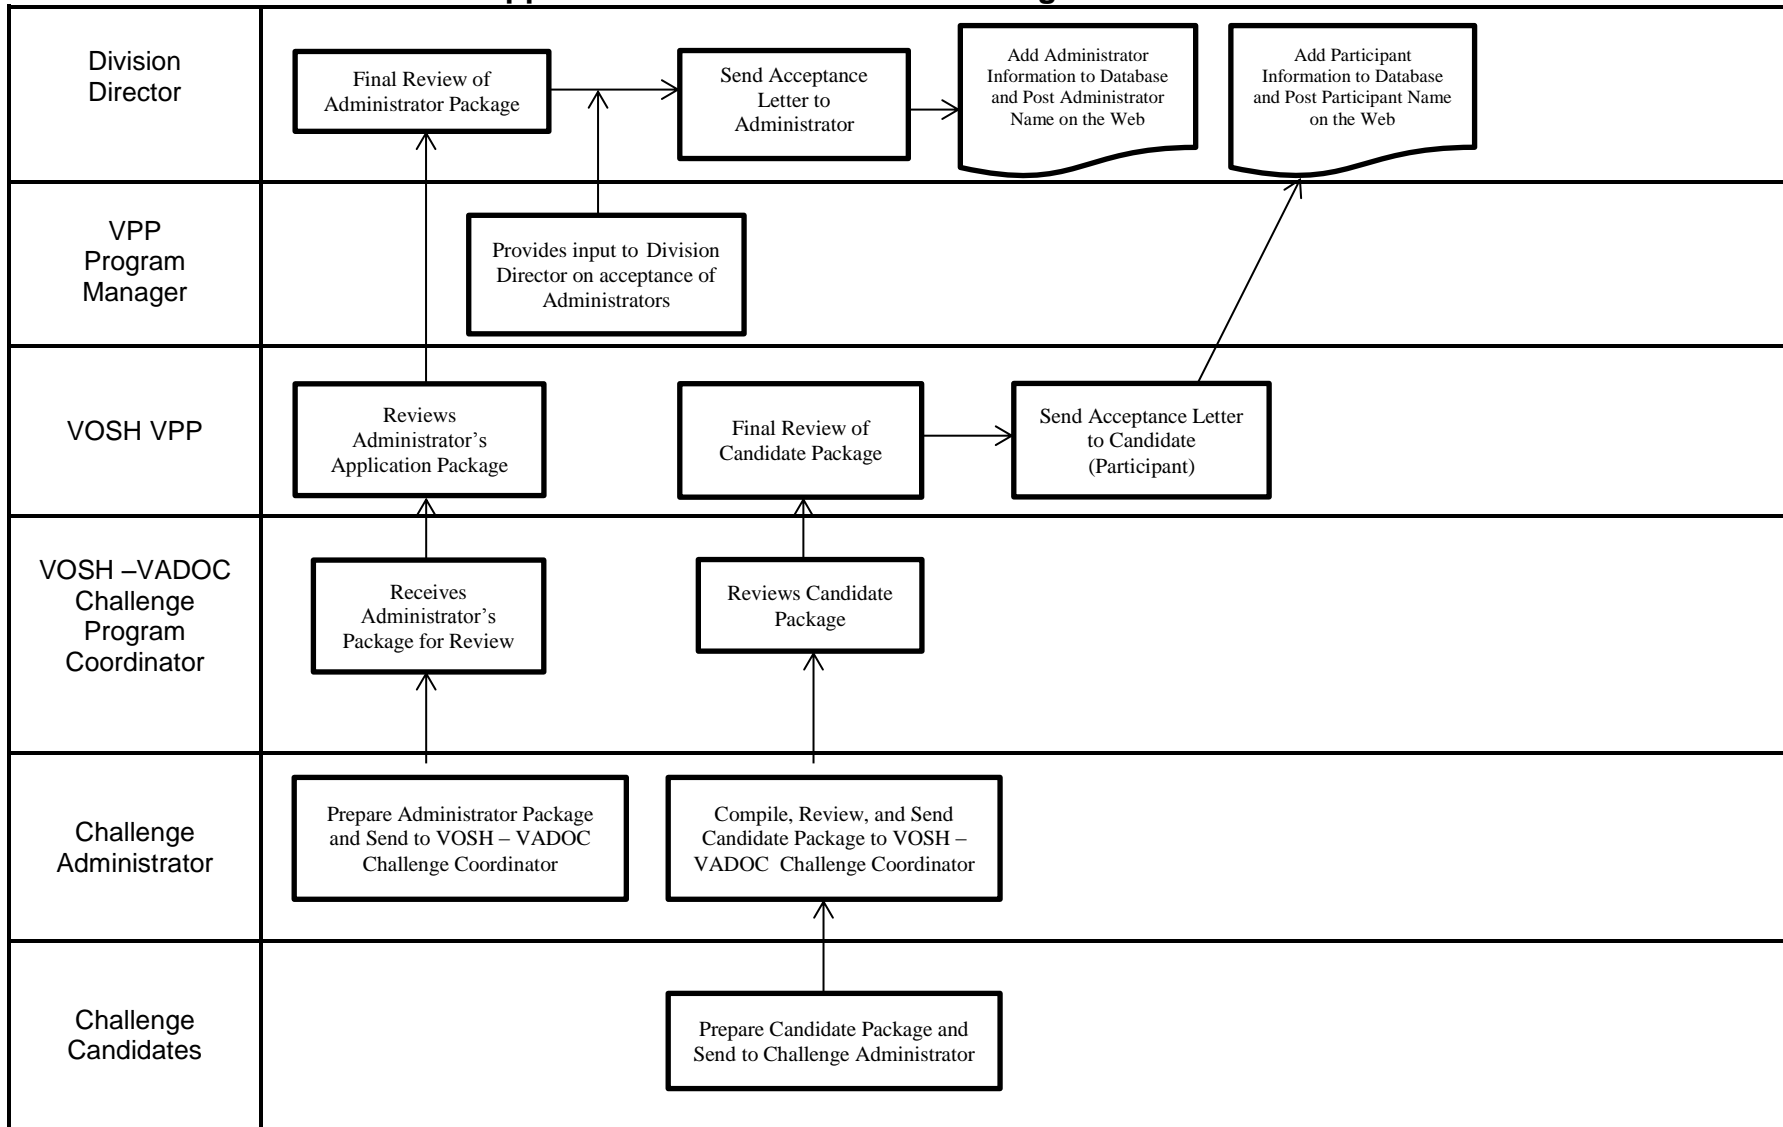 Division
Director
Final Review of
Administrator Package
Send Acceptance
Letter to
Administrator
Add Administrator
Information to Database
and Post Administrator
Name on the Web
Add Participant
Information to Database
and Post Participant Name
on the Web
VPP
Program
Manager
Provides input to Division
Director on acceptance of
Administrators
VOSH VPP
Reviews
Administrator’s
Application Package
Final Review of
Candidate Package
Send Acceptance Letter
to Candidate
(Participant)
VOSH –VADOC
Challenge
Program
Coordinator
Receives
Administrator’s
Package for Review
Reviews Candidate
Package
Challenge
Administrator
Prepare Administrator Package
and Send to VOSH – VADOC
Challenge Coordinator
Compile, Review, and Send
Candidate Package to VOSH –
VADOC Challenge Coordinator
Challenge
Candidates
Prepare Candidate Package and
Send to Challenge Administrator